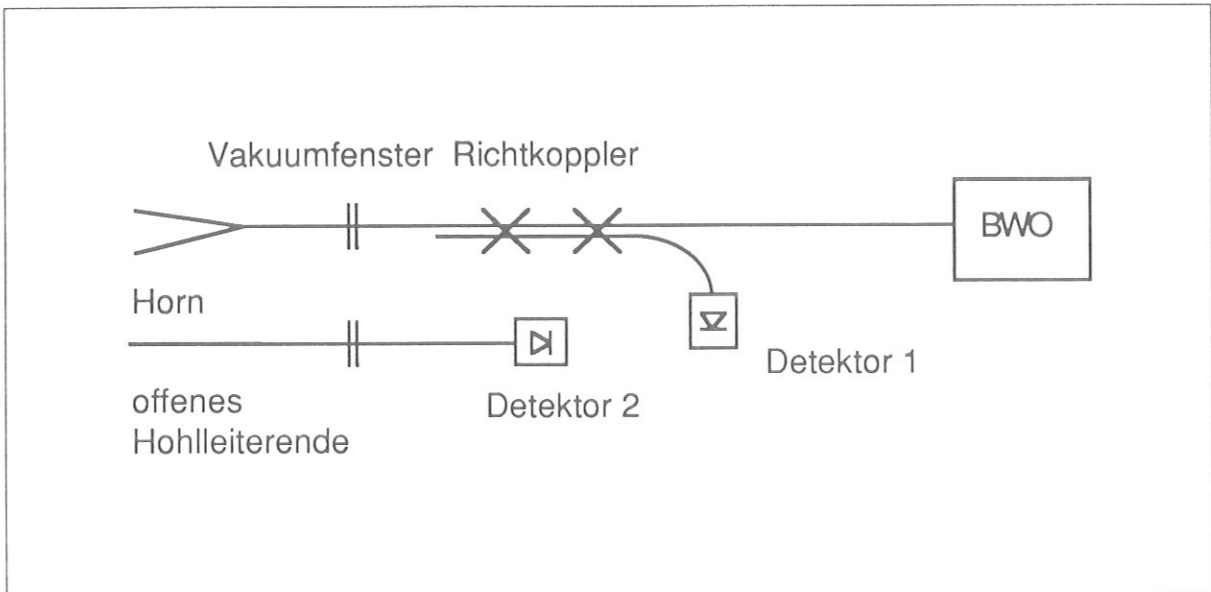 Vakuumfenster Richtkoppler
BWO
Horn
Detektor 1
offenes
Hohlleiterende
Detektor 2